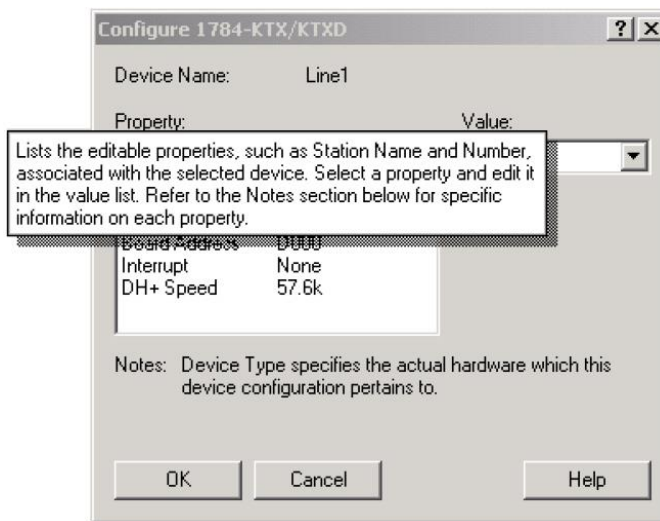 Configure 1784-KTX/KTXD
Device Name: Line1
Property: Value:
Lists the editable properties, such as Station Name and Number,
associated with the selected device. Select a property and edit it
in the value list. Refer to the Notes section below for specific
information on each property.
Board Address D000
Interrupt None
DH+ Speed 57.6k
Notes: Device Type specifies the actual hardware which this
device configuration pertains to.
OK Cancel Help